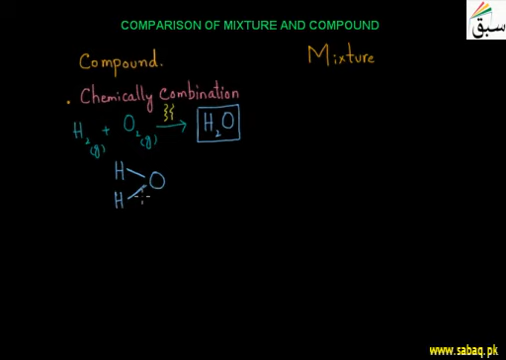 COMPARISON OF MIXTURE AND COMPOUND
سبق
Compound.
Mixture
• Chemically Combination
H₂(g) + O₂(g) → H₂O
H
O
H
www.sabaq.pk